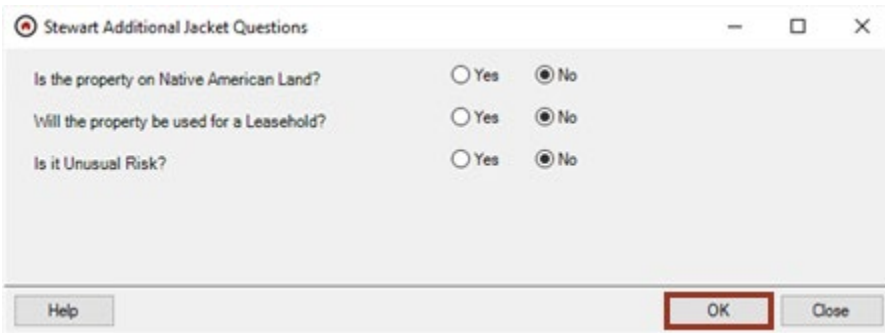 Stewart Additional Jacket Questions
Is the property on Native American Land? Yes No
Will the property be used for a Leasehold? Yes No
Is it Unusual Risk? Yes No
Help OK Close